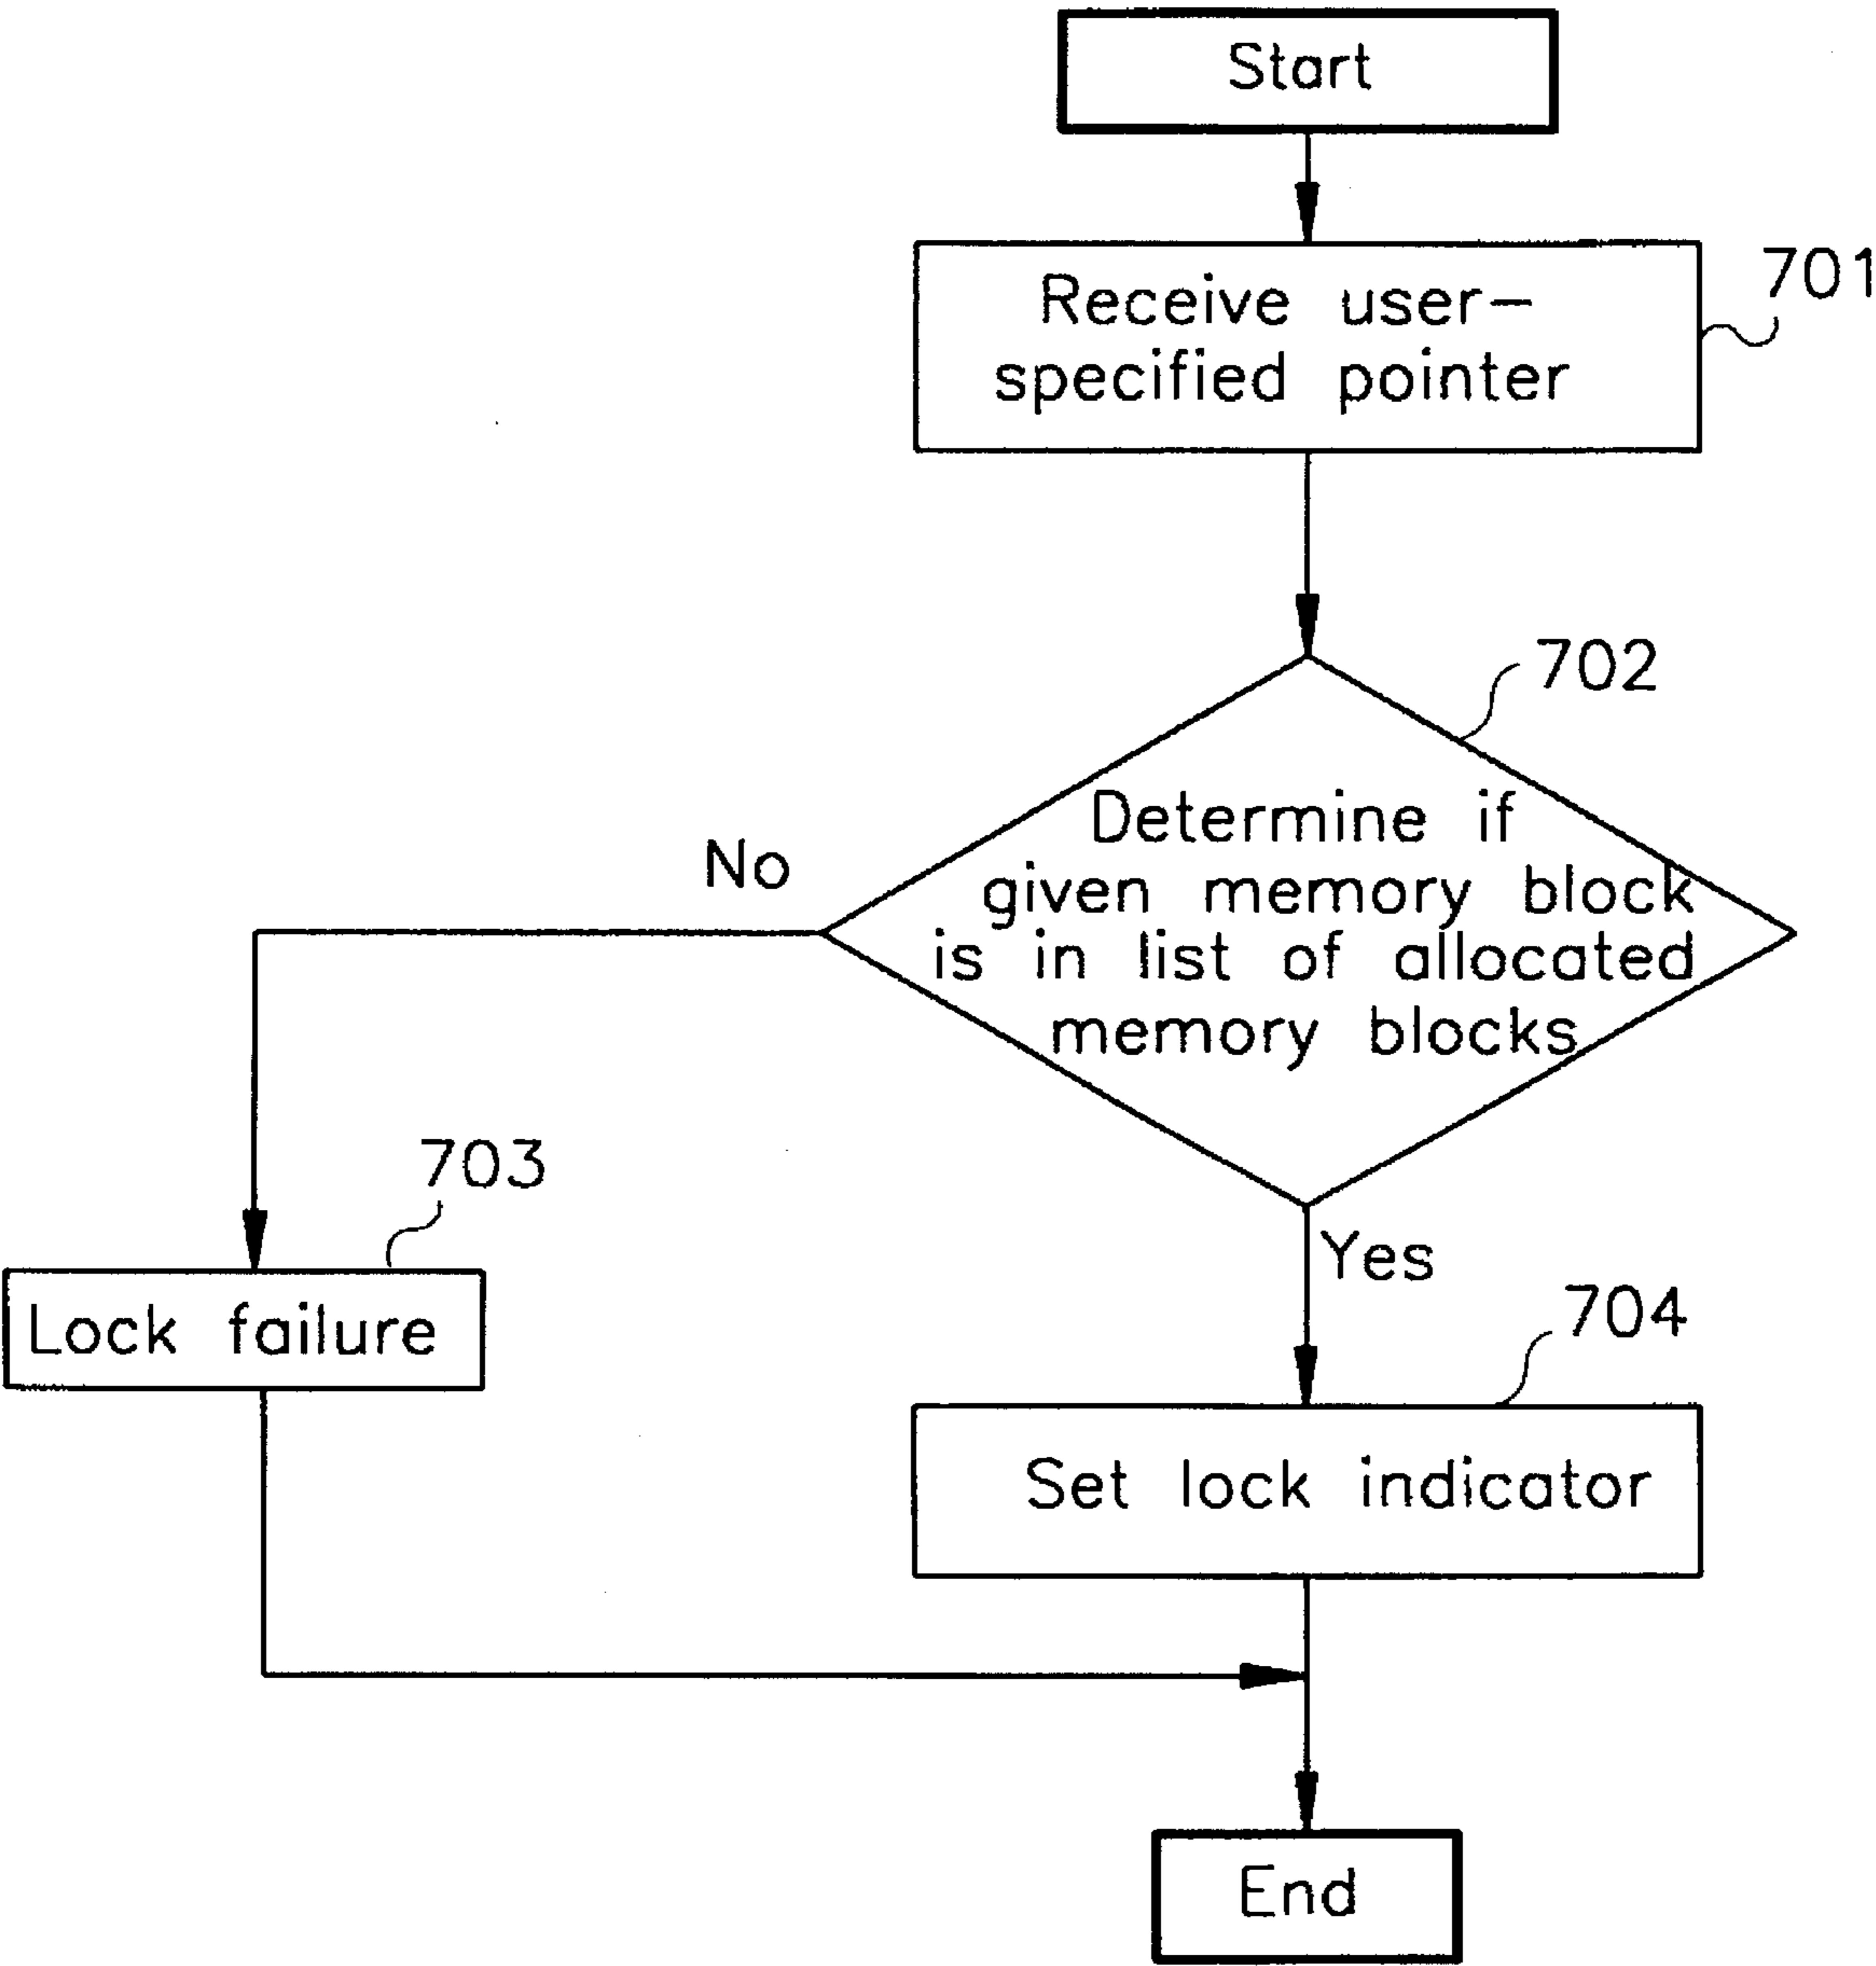 Start
Receive user-
specified pointer
701
702
Determine if
given memory block
is in list of allocated
memory blocks
No
Yes
703
Lock failure
704
Set lock indicator
End